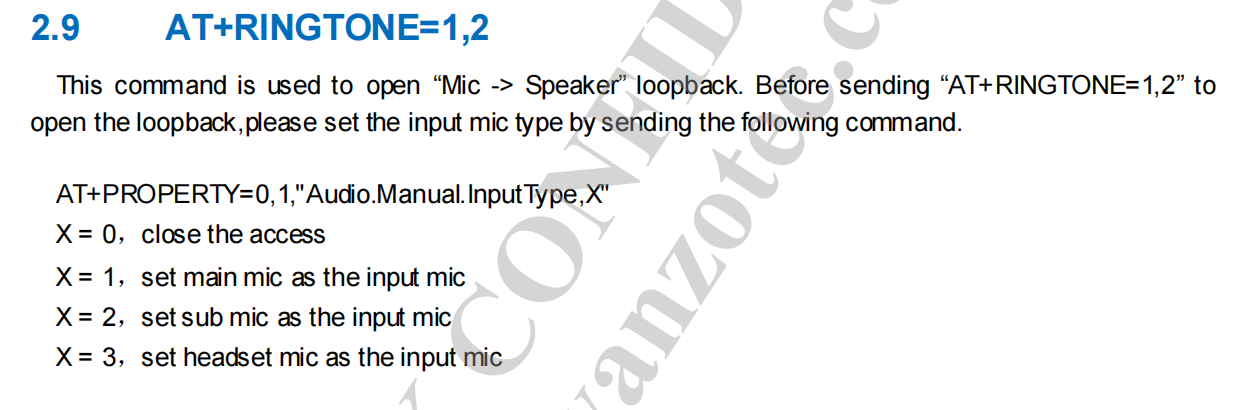 2.9 AT+RINGTONE=1,2
This command is used to open “Mic -> Speaker” loopback. Before sending “AT+RINGTONE=1,2” to
open the loopback,please set the input mic type by sending the following command.
AT+PROPERTY=0,1,"Audio.Manual.InputType,X"
X = 0，close the access
X = 1，set main mic as the input mic
X = 2，set sub mic as the input mic
X = 3，set headset mic as the input mic